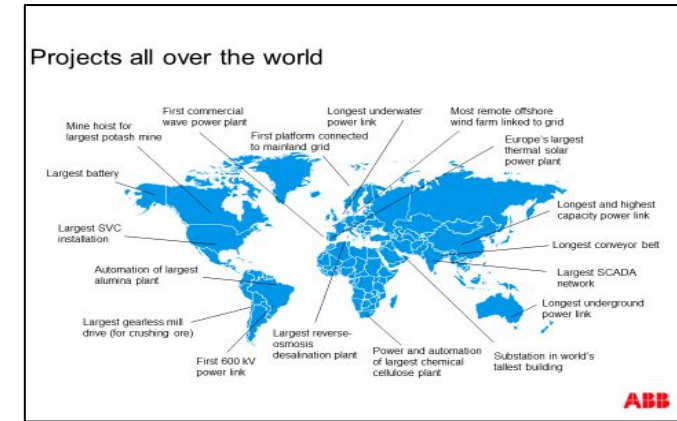 Projects all over the world
First commercial
wave power plant
Longest underwater
power link
Most remote offshore
wind farm linked to grid
Mine hoist for
largest potash mine
First platform connected
to mainland grid
Europe's largest
thermal solar
power plant
Largest battery
Longest and highest
capacity power link
Largest SVC
installation
Longest conveyor belt
Automation of largest
alumina plant
Largest SCADA
network
Longest underground
power link
Largest gearless mill
drive (for crushing ore)
Largest reverse-
osmosis
desalination plant
First 600 kV
power link
Power and automation
of largest chemical
cellulose plant
Substation in world's
tallest building
ABB